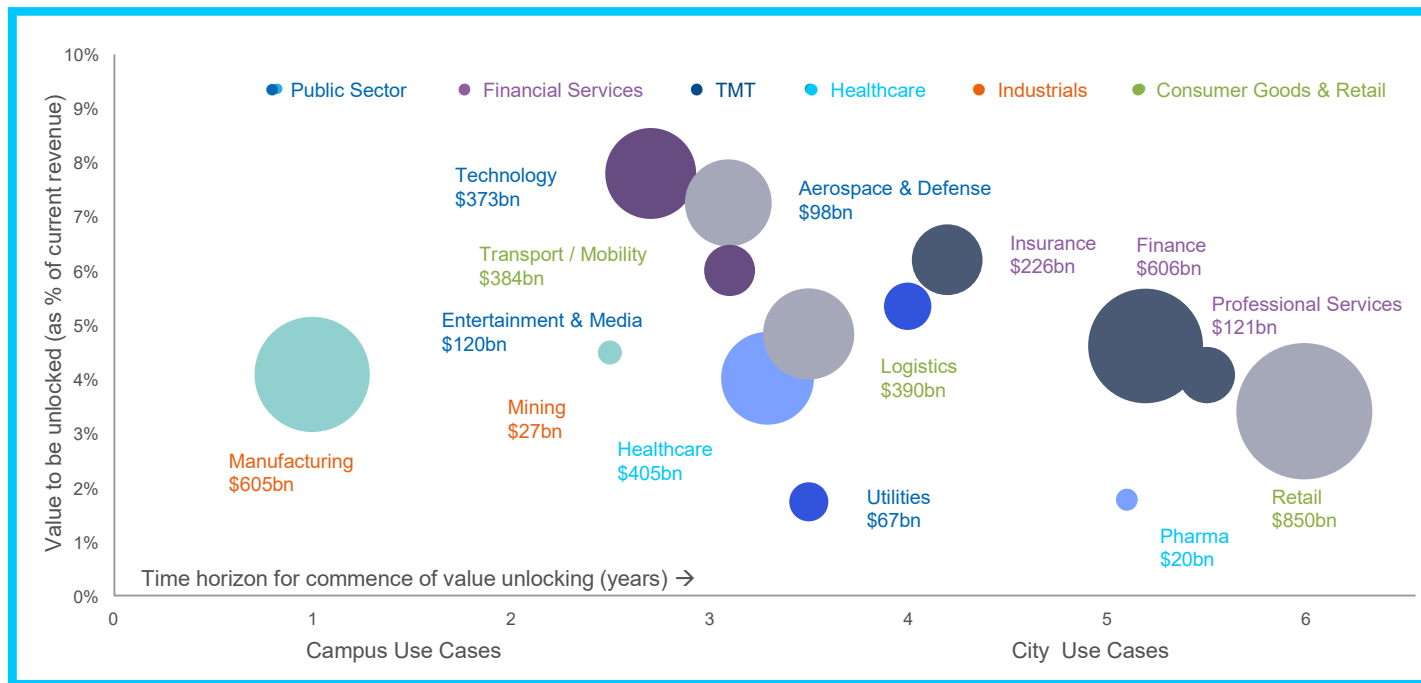 10%
Public Sector
Financial Services
TMT
Healthcare
Industrials
Consumer Goods & Retail
9%
8%
7%
6%
5%
4%
3%
2%
1%
0%
Value to be unlocked (as % of current revenue)
Technology
$373bn
Aerospace & Defense
$98bn
Transport / Mobility
$384bn
Insurance
$226bn
Finance
$606bn
Entertainment & Media
$120bn
Professional Services
$121bn
Logistics
$390bn
Mining
$27bn
Healthcare
$405bn
Manufacturing
$605bn
Utilities
$67bn
Retail
$850bn
Pharma
$20bn
Time horizon for commence of value unlocking (years) →
0 1 2 3 4 5 6
Campus Use Cases
City Use Cases